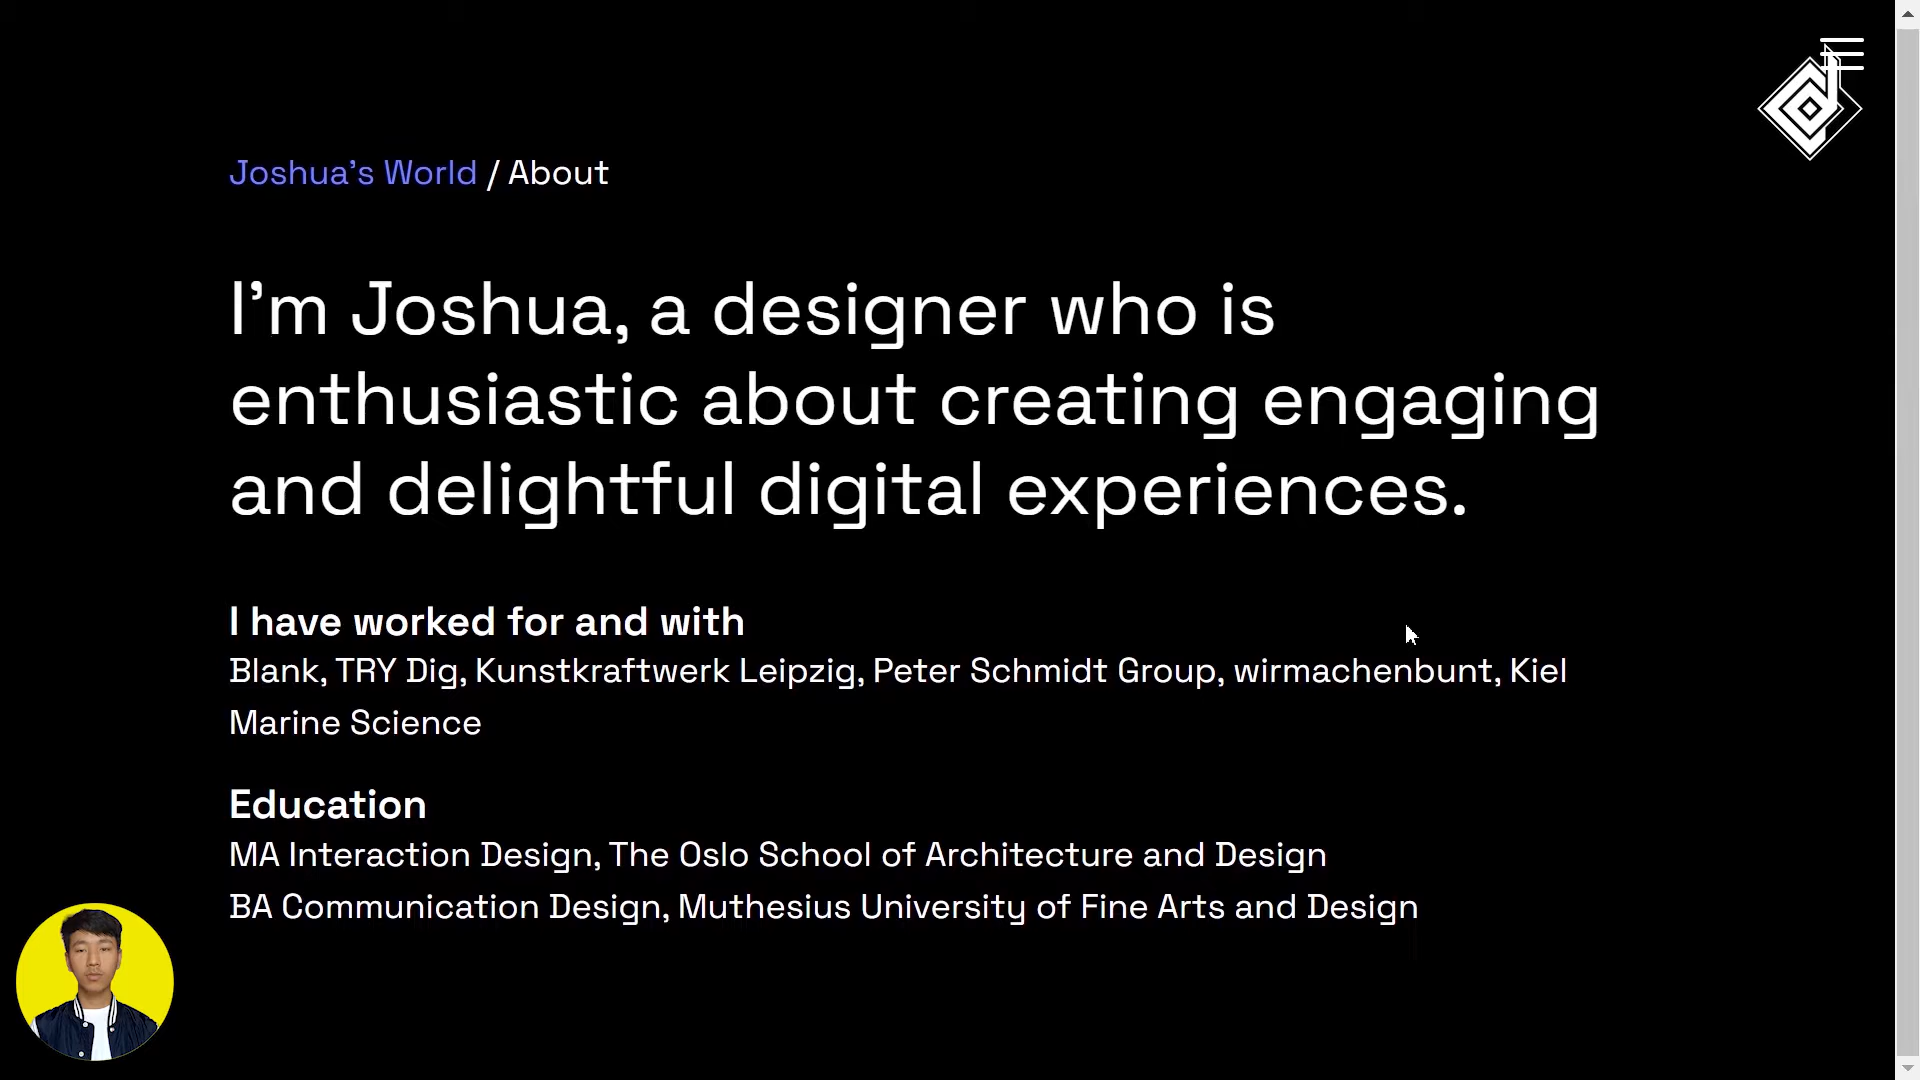 Joshua’s World / About
I’m Joshua, a designer who is
enthusiastic about creating engaging
and delightful digital experiences.
I have worked for and with
Blank, TRY Dig, Kunstkraftwerk Leipzig, Peter Schmidt Group, wirmachenbunt, Kiel
Marine Science
Education
MA Interaction Design, The Oslo School of Architecture and Design
BA Communication Design, Muthesius University of Fine Arts and Design